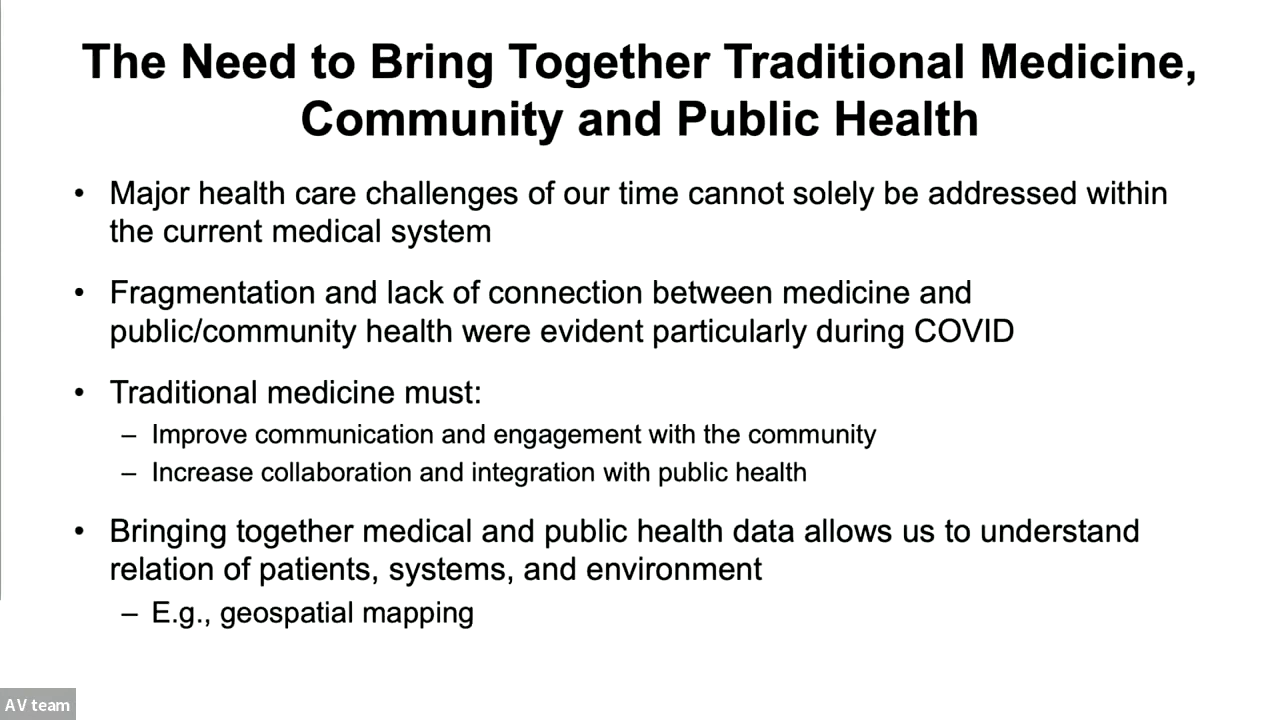 The Need to Bring Together Traditional Medicine,
Community and Public Health
• Major health care challenges of our time cannot solely be addressed within
the current medical system
• Fragmentation and lack of connection between medicine and
public/community health were evident particularly during COVID
• Traditional medicine must:
– Improve communication and engagement with the community
– Increase collaboration and integration with public health
• Bringing together medical and public health data allows us to understand
relation of patients, systems, and environment
– E.g., geospatial mapping
AV team